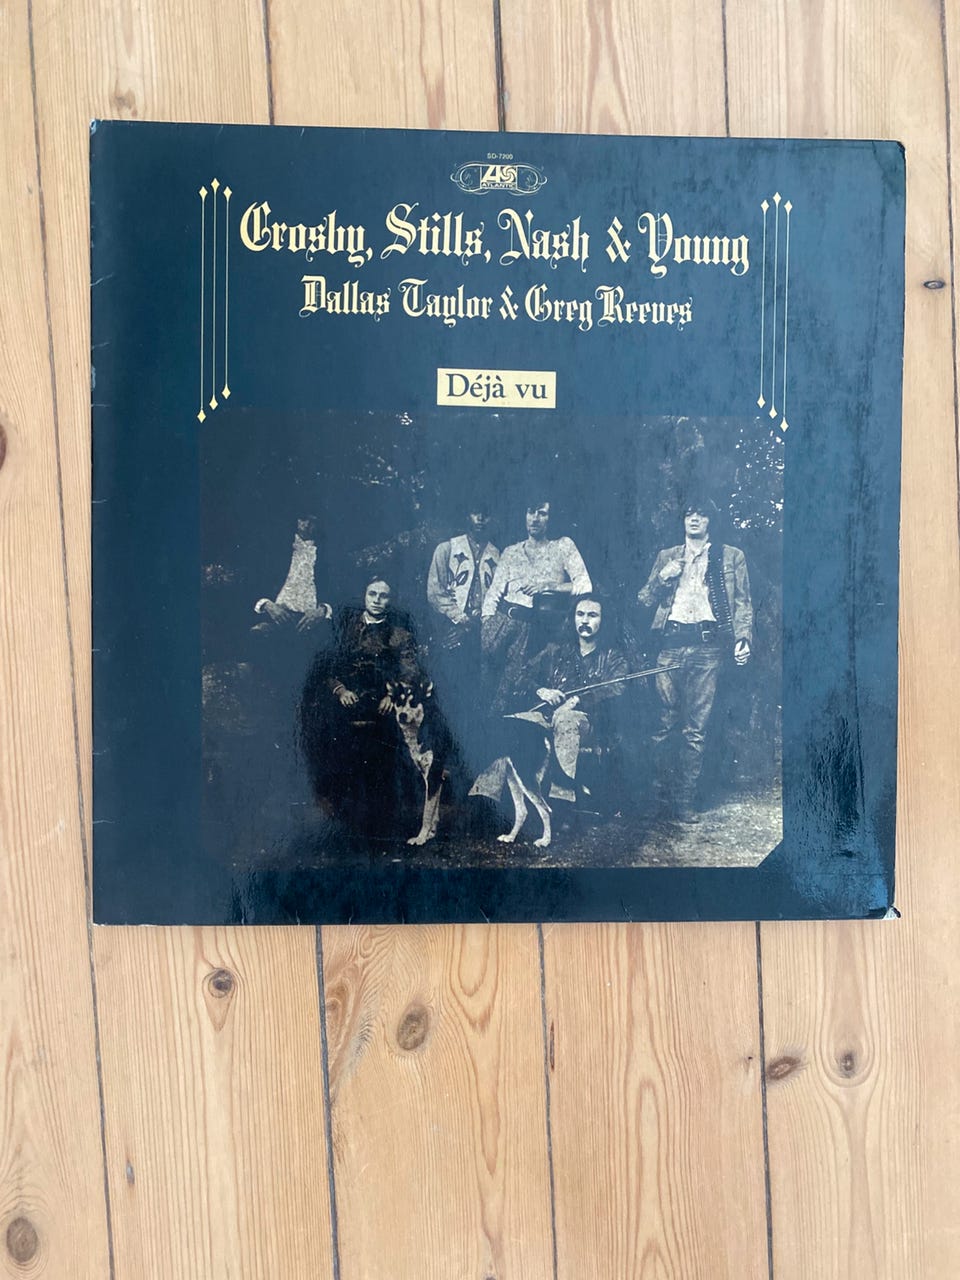 SD-7200
ATLANTIC
Crosby, Stills, Nash & Young
Dallas Taylor & Greg Reeves
Déjà vu